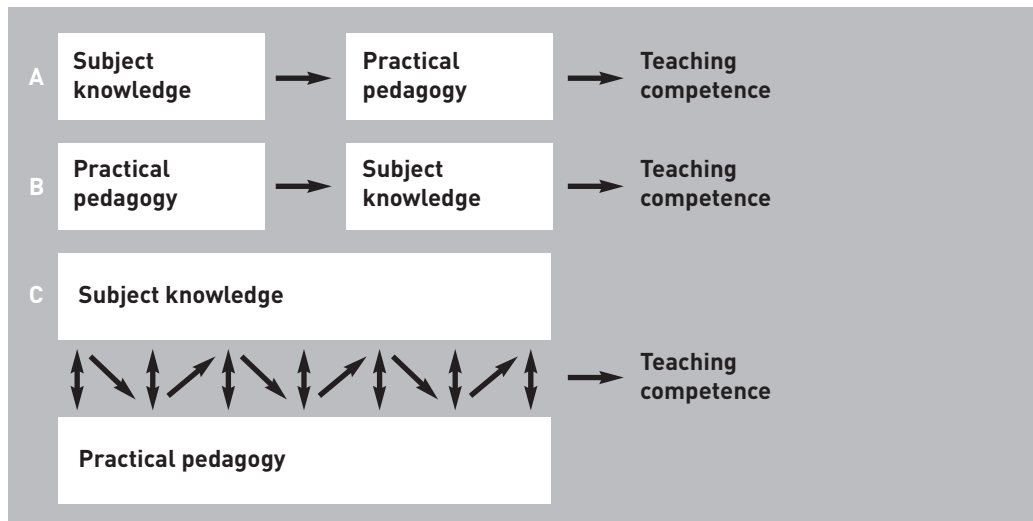 A
Subject
knowledge
Practical
pedagogy
Teaching
competence
B
Practical
pedagogy
Subject
knowledge
Teaching
competence
C
Subject knowledge
Teaching
competence
Practical pedagogy